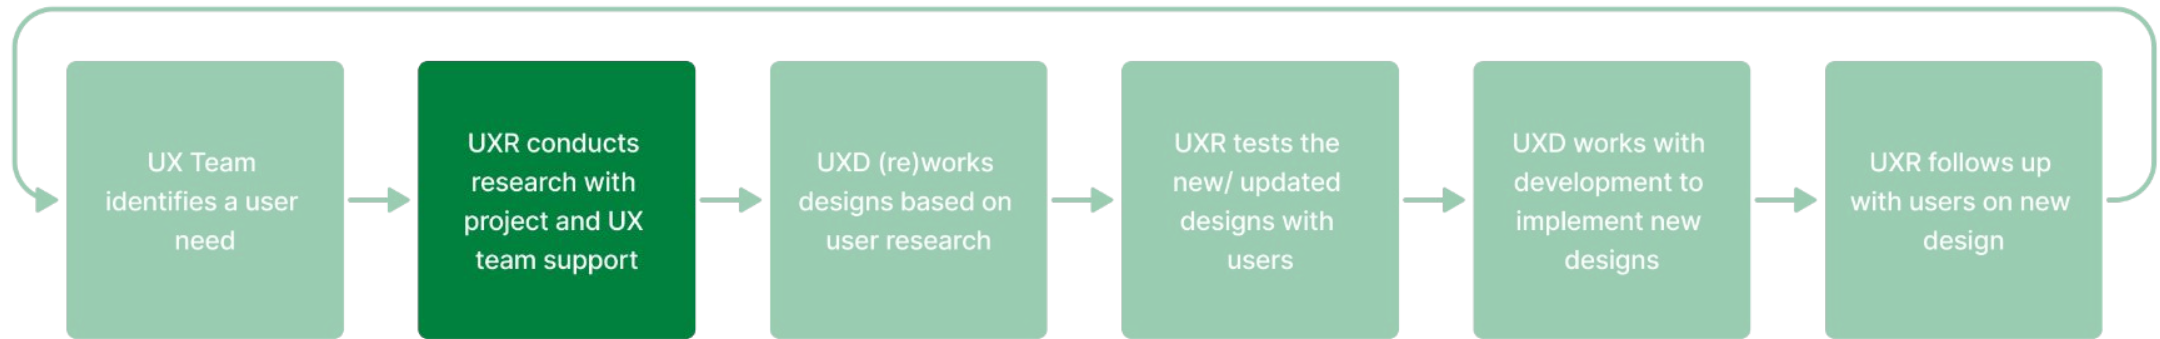 UX Team
identifies a user
need
UXR conducts
research with
project and UX
team support
UXD (re)works
designs based on
user research
UXR tests the
new/ updated
designs with
users
UXD works with
development to
implement new
designs
UXR follows up
with users on new
design